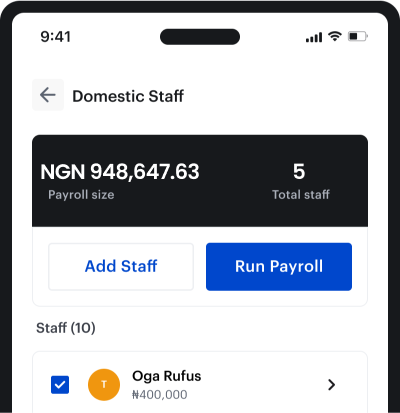 9:41
Domestic Staff
NGN 948,647.63
5
Payroll size
Total staff
Add Staff
Run Payroll
Staff (10)
T
Oga Rufus
₦400,000